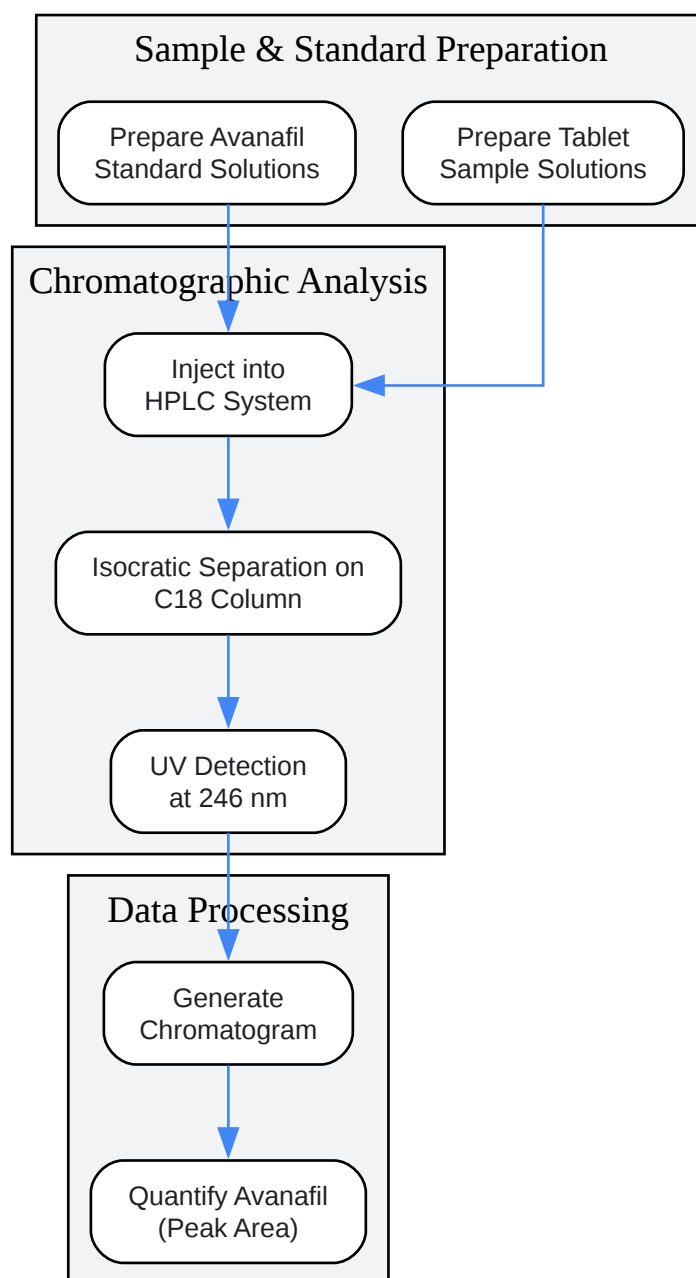 Sample & Standard Preparation
Prepare Avanafil
Standard Solutions
Prepare Tablet
Sample Solutions
Chromatographic Analysis
Inject into
HPLC System
Isocratic Separation on
C18 Column
UV Detection
at 246 nm
Data Processing
Generate
Chromatogram
Quantify Avanafil
(Peak Area)